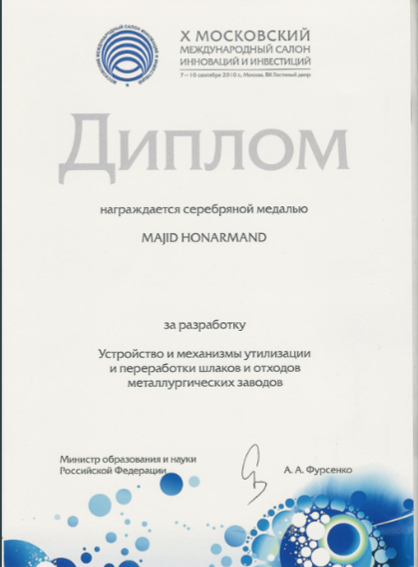 X МОСКОВСКИЙ
МЕЖДУНАРОДНЫЙ САЛОН
ИННОВАЦИЙ И ИНВЕСТИЦИЙ
7–10 сентября 2010 г., Москва, ВК Гостиный двор
Диплом
награждается серебряной медалью
MAJID HONARMAND
за разработку
Устройство и механизмы утилизации
и переработки шлаков и отходов
металлургических заводов
Министр образования и науки
Российской Федерации
А. А. Фурсенко